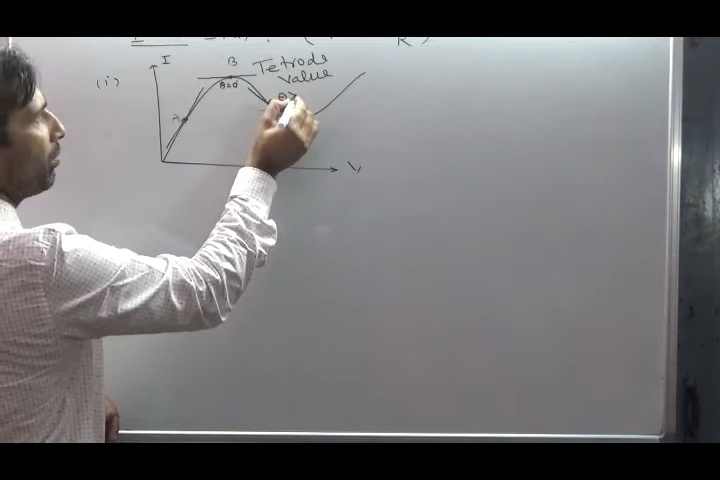 (i)
I
B
Tetrode
value
θ=0
θ>
A
V
R